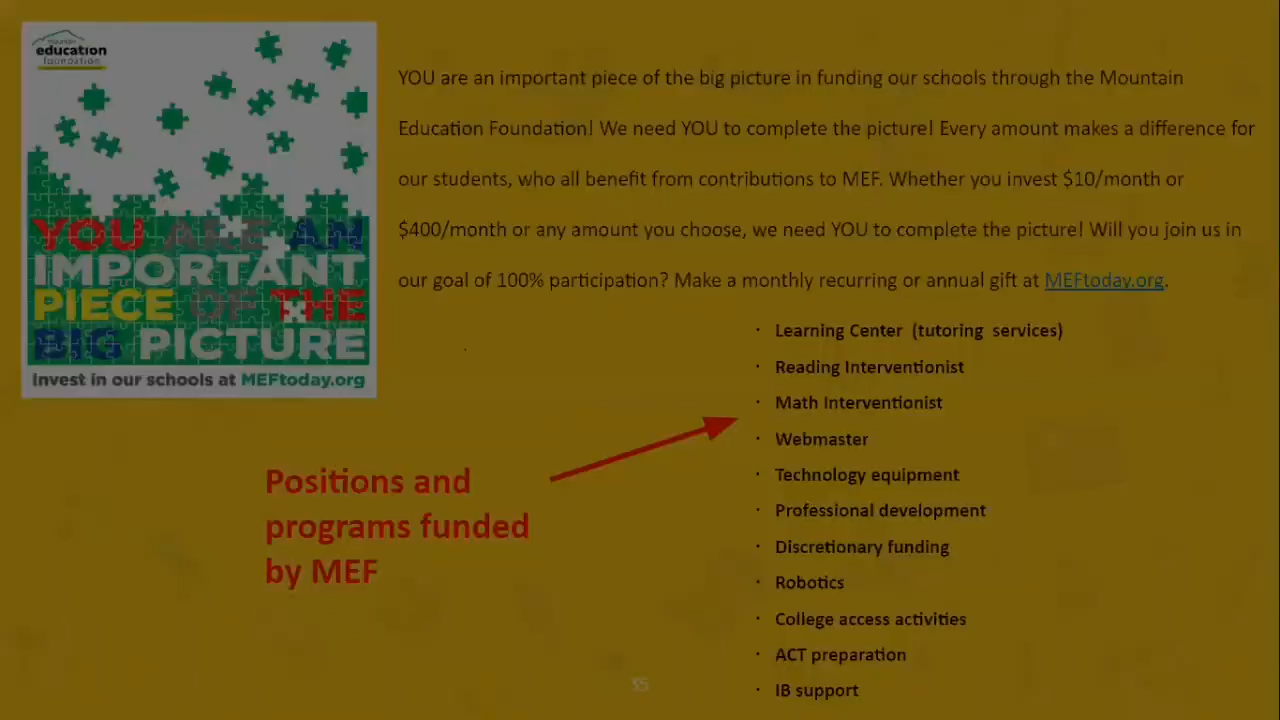 mountain
education
foundation
YOU ARE AN
IMPORTANT
PIECE OF THE
BIG PICTURE
Invest in our schools at MEFtoday.org
YOU are an important piece of the big picture in funding our schools through the Mountain
Education Foundation! We need YOU to complete the picture! Every amount makes a difference for
our students, who all benefit from contributions to MEF. Whether you invest $10/month or
$400/month or any amount you choose, we need YOU to complete the picture! Will you join us in
our goal of 100% participation? Make a monthly recurring or annual gift at MEFtoday.org.
Positions and
programs funded
by MEF
· Learning Center (tutoring services)
· Reading Interventionist
· Math Interventionist
· Webmaster
· Technology equipment
· Professional development
· Discretionary funding
· Robotics
· College access activities
· ACT preparation
· IB support
35